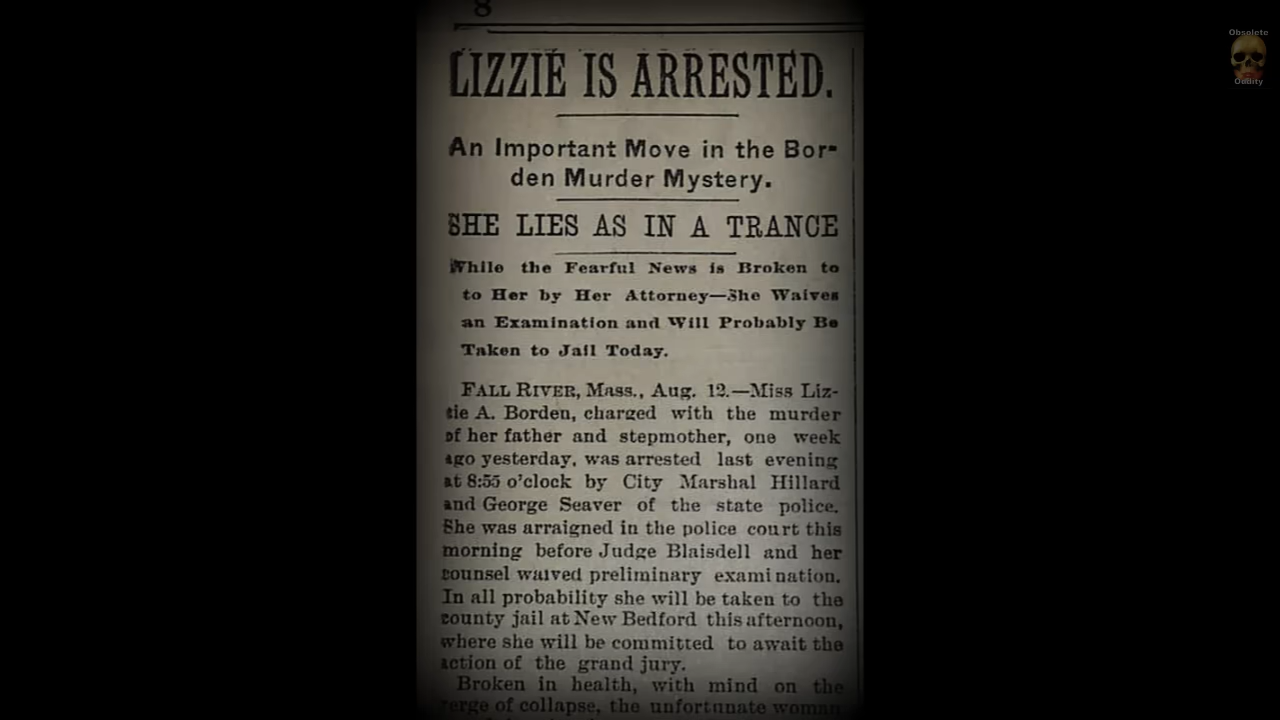 8
LIZZIE IS ARRESTED.
An Important Move in the Bor-
den Murder Mystery.
SHE LIES AS IN A TRANCE
While the Fearful News is Broken to
to Her by Her Attorney—She Waives
an Examination and Will Probably Be
Taken to Jail Today.
FALL RIVER, Mass., Aug. 12.—Miss Liz-
zie A. Borden, charged with the murder
of her father and stepmother, one week
ago yesterday, was arrested last evening
at 8:55 o'clock by City Marshal Hillard
and George Seaver of the state police.
She was arraigned in the police court this
morning before Judge Blaisdell and her
counsel waived preliminary examination.
In all probability she will be taken to the
county jail at New Bedford this afternoon,
where she will be committed to await the
action of the grand jury.
Broken in health, with mind on the
verge of collapse, the unfortunate woman
Obsolete
Oddity